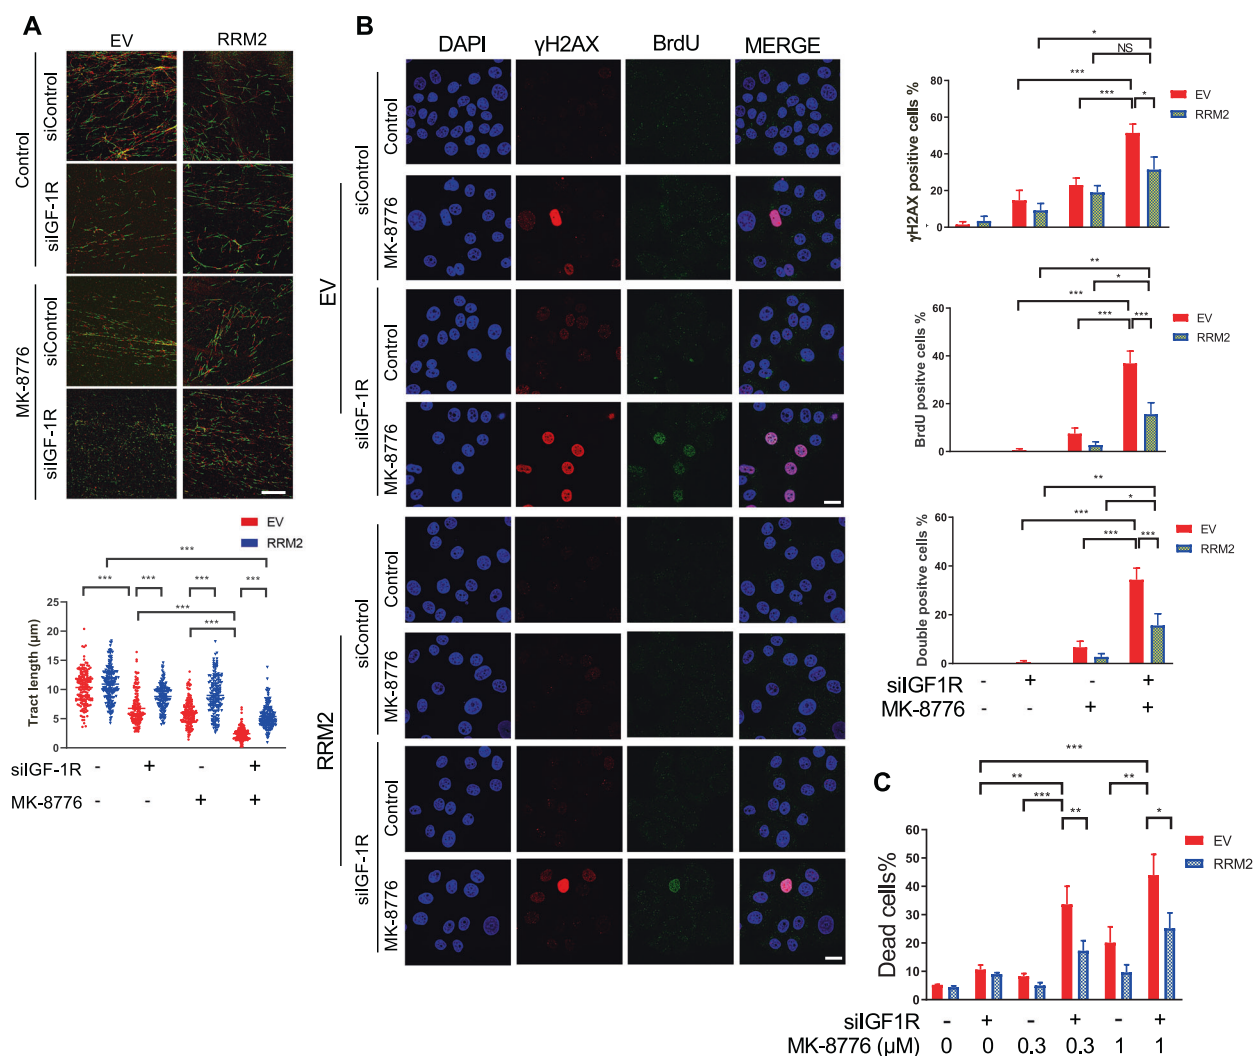 A
EV
RRM2
Control
siControl
siIGF-1R
MK-8776
siControl
siIGF-1R
EV
RRM2
***
***
***
***
***
***
***
Tract length (µm)
25
20
15
10
5
0
siIGF-1R
-
+
-
+
MK-8776
-
-
+
+
B
DAPI
γH2AX
BrdU
MERGE
EV
siControl
Control
MK-8776
siIGF-1R
Control
MK-8776
RRM2
siControl
Control
MK-8776
siIGF-1R
Control
MK-8776
*
NS
***
***
*
γH2AX positive cells %
80
60
40
20
0
EV
RRM2
**
*
***
***
***
BrdU positve cells %
60
40
20
0
EV
RRM2
**
*
***
***
***
Double positve cells %
60
40
20
0
EV
RRM2
siIGF1R
-
+
-
+
MK-8776
-
-
+
+
C
***
**
**
***
**
*
Dead cells%
60
50
40
30
20
10
0
EV
RRM2
siIGF1R
-
+
-
+
-
+
MK-8776 (µM)
0
0
0.3
0.3
1
1